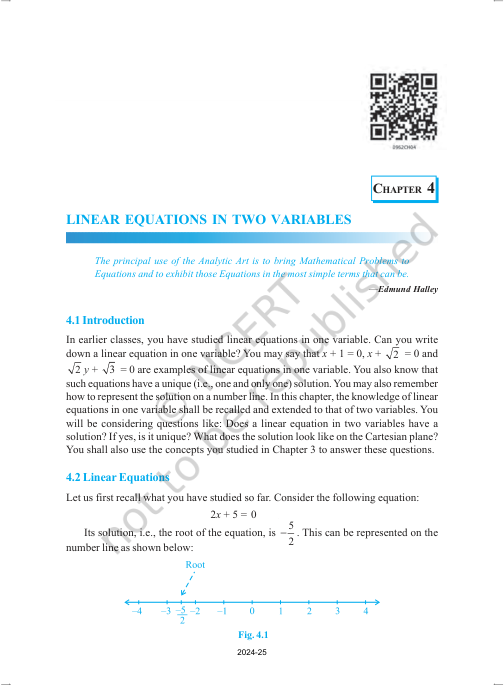 0962CH04
CHAPTER 4
LINEAR EQUATIONS IN TWO VARIABLES
The principal use of the Analytic Art is to bring Mathematical Problems to
Equations and to exhibit those Equations in the most simple terms that can be.
—Edmund Halley
4.1 Introduction
In earlier classes, you have studied linear equations in one variable. Can you write
down a linear equation in one variable? You may say that x + 1 = 0, x + √2 = 0 and
√2 y + √3 = 0 are examples of linear equations in one variable. You also know that
such equations have a unique (i.e., one and only one) solution. You may also remember
how to represent the solution on a number line. In this chapter, the knowledge of linear
equations in one variable shall be recalled and extended to that of two variables. You
will be considering questions like: Does a linear equation in two variables have a
solution? If yes, is it unique? What does the solution look like on the Cartesian plane?
You shall also use the concepts you studied in Chapter 3 to answer these questions.
4.2 Linear Equations
Let us first recall what you have studied so far. Consider the following equation:
2x + 5 = 0
Its solution, i.e., the root of the equation, is −5/2 . This can be represented on the
number line as shown below:
Root
–4 –3 –5/2 –2 –1 0 1 2 3 4
Fig. 4.1
2024-25
© NCERT
not to be republished